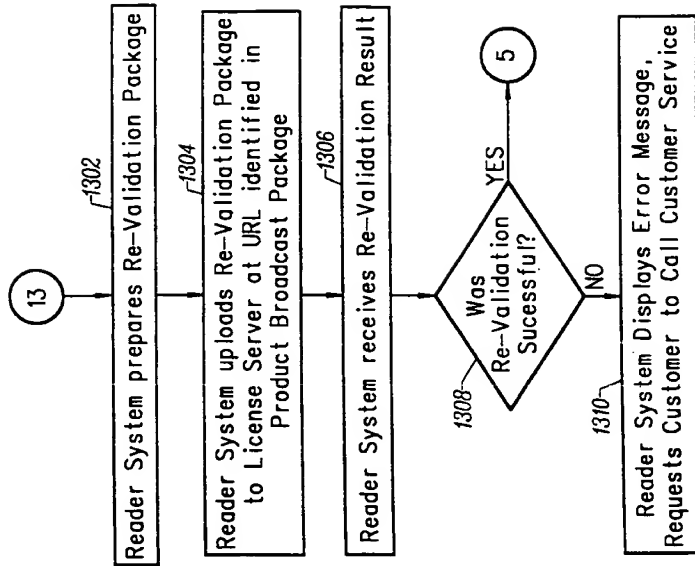 13
1302
Reader System prepares Re-Validation Package
1304
Reader System uploads Re-Validation Package
to License Server at URL identified in
Product Broadcast Package
1306
Reader System receives Re-Validation Result
1308
Was
Re-Validation
Sucessful?
YES
5
NO
1310
Reader System Displays Error Message,
Requests Customer to Call Customer Service